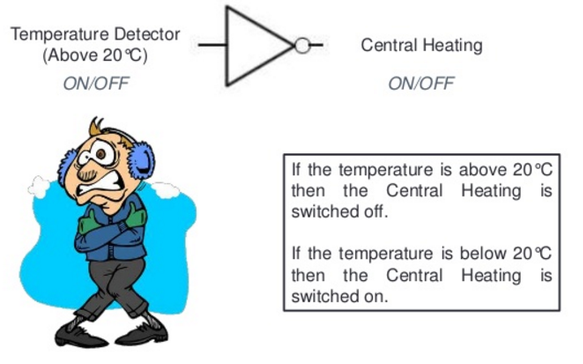 Temperature Detector
(Above 20°C)
ON/OFF
Central Heating
ON/OFF
If the temperature is above 20°C
then the Central Heating is
switched off.
If the temperature is below 20°C
then the Central Heating is
switched on.